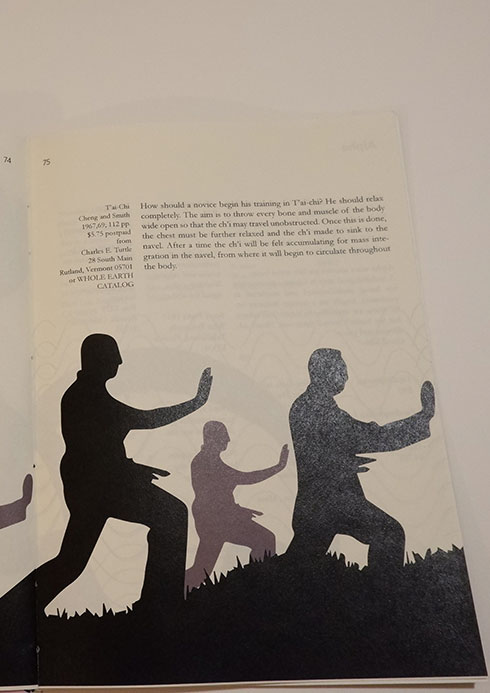 74
75
T'ai Chi
Cheng and Smith
1967,69; 112 pp.
$5.75 postpaid
from
Charles E. Turtle
28 South Main
Rutland, Vermont 05701
or WHOLE EARTH
CATALOG
How should a novice begin his training in T'ai-chi? He should relax
completely. The aim is to throw every bone and muscle of the body
wide open so that the ch'i may travel unobstructed. Once this is done,
the chest must be further relaxed and the ch'i made to sink to the
navel. After a time the ch'i will be fels accumulating for mass inte-
gration in the navel, from where it will begin to circulate throughout
the body.